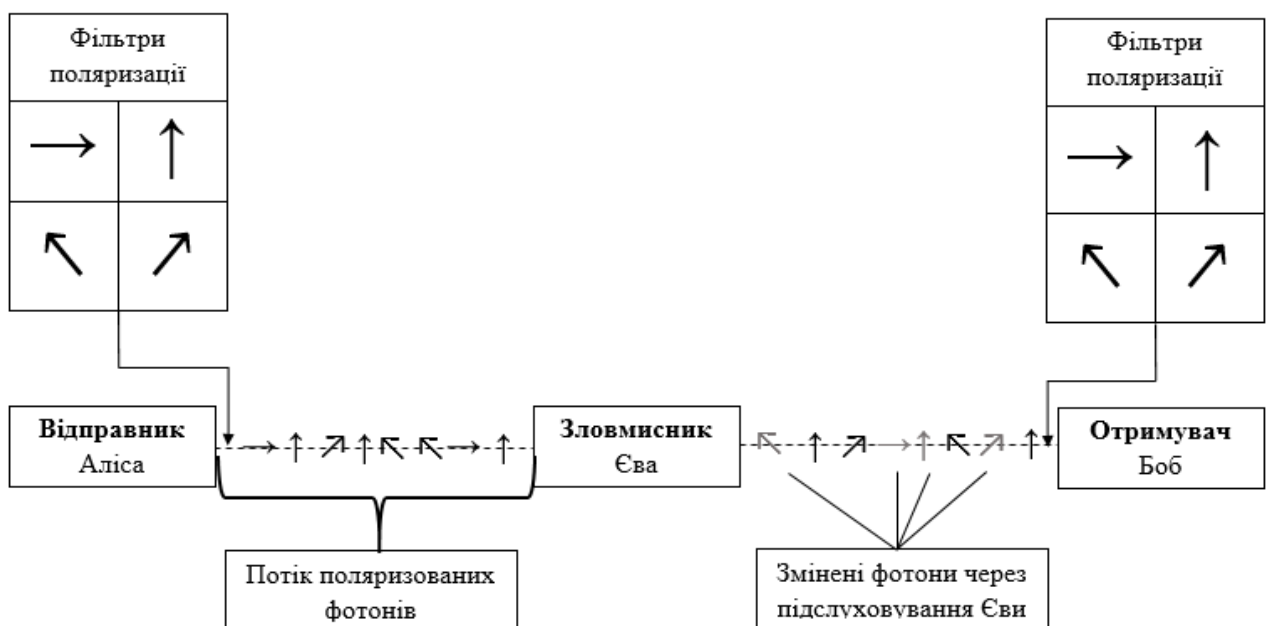 Фільтри
поляризації
Фільтри
поляризації
Відправник
Аліса
Зловмисник
Єва
Отримувач
Боб
Потік поляризованих
фотонів
Змінені фотони через
підслуховування Єви